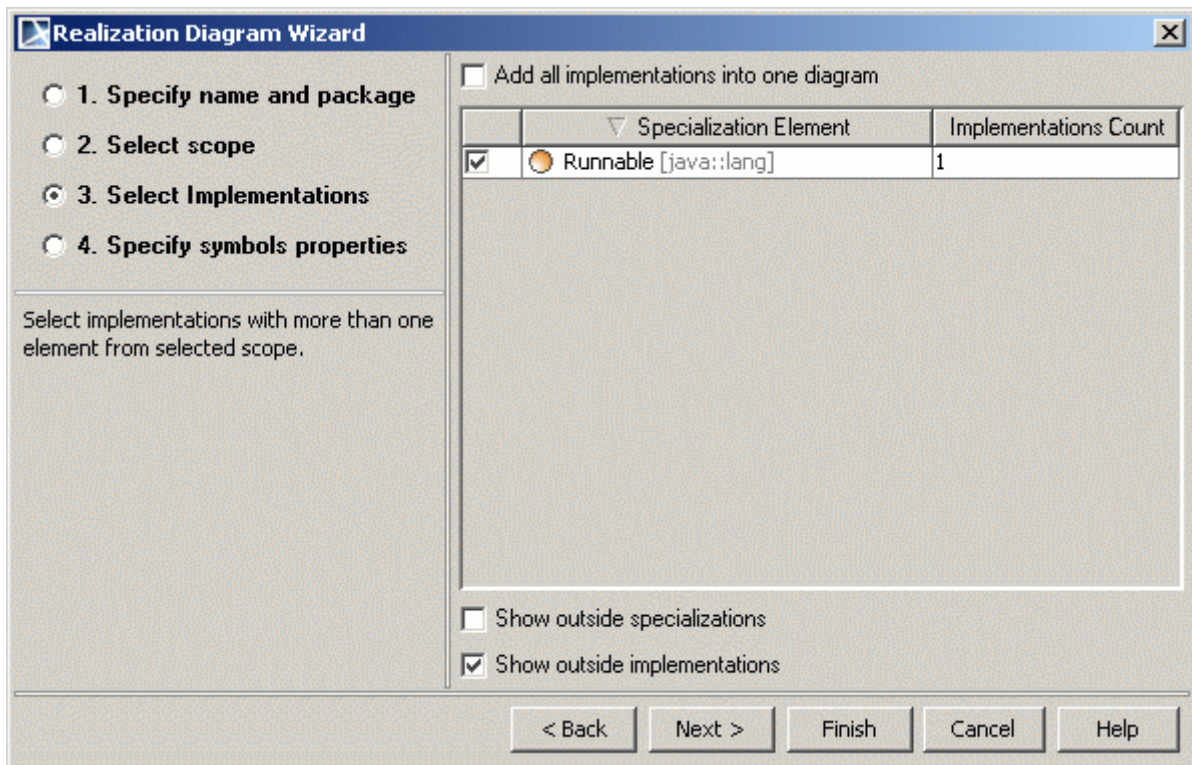 Realization Diagram Wizard
1. Specify name and package
2. Select scope
3. Select Implementations
4. Specify symbols properties
Select implementations with more than one
element from selected scope.
Add all implementations into one diagram
Specialization Element Implementations Count
Runnable [java::lang] 1
Show outside specializations
Show outside implementations
< Back Next > Finish Cancel Help